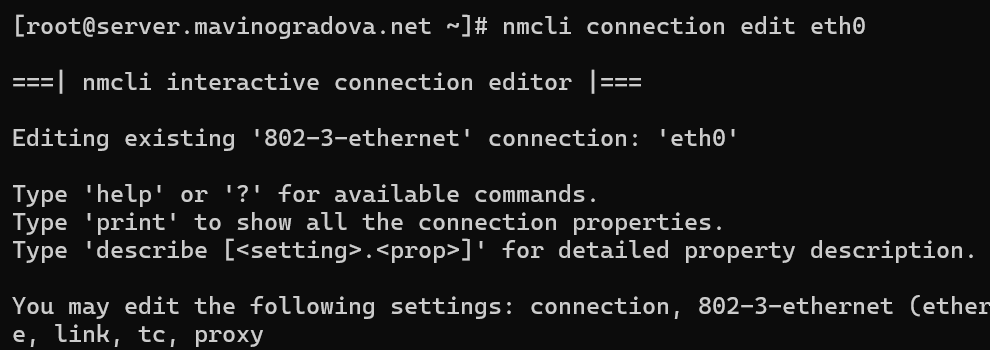 [root@server.mavinogradova.net ~]# nmcli connection edit eth0
===| nmcli interactive connection editor |===
Editing existing '802-3-ethernet' connection: 'eth0'
Type 'help' or '?' for available commands.
Type 'print' to show all the connection properties.
Type 'describe [<setting>.<prop>]' for detailed property description.
You may edit the following settings: connection, 802-3-ethernet (ether
e, link, tc, proxy